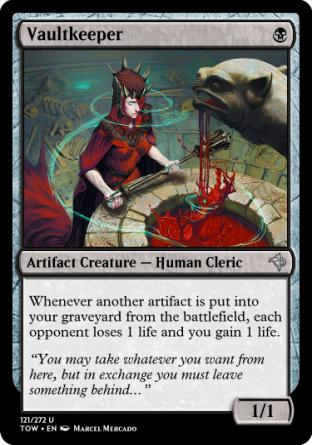 Vaultkeeper
Artifact Creature — Human Cleric
Whenever another artifact is put into
your graveyard from the battlefield, each
opponent loses 1 life and you gain 1 life.
“You may take whatever you want from
here, but in exchange you must leave
something behind…”
1/1
121/272 U
TOW • EN Marcel Mercado